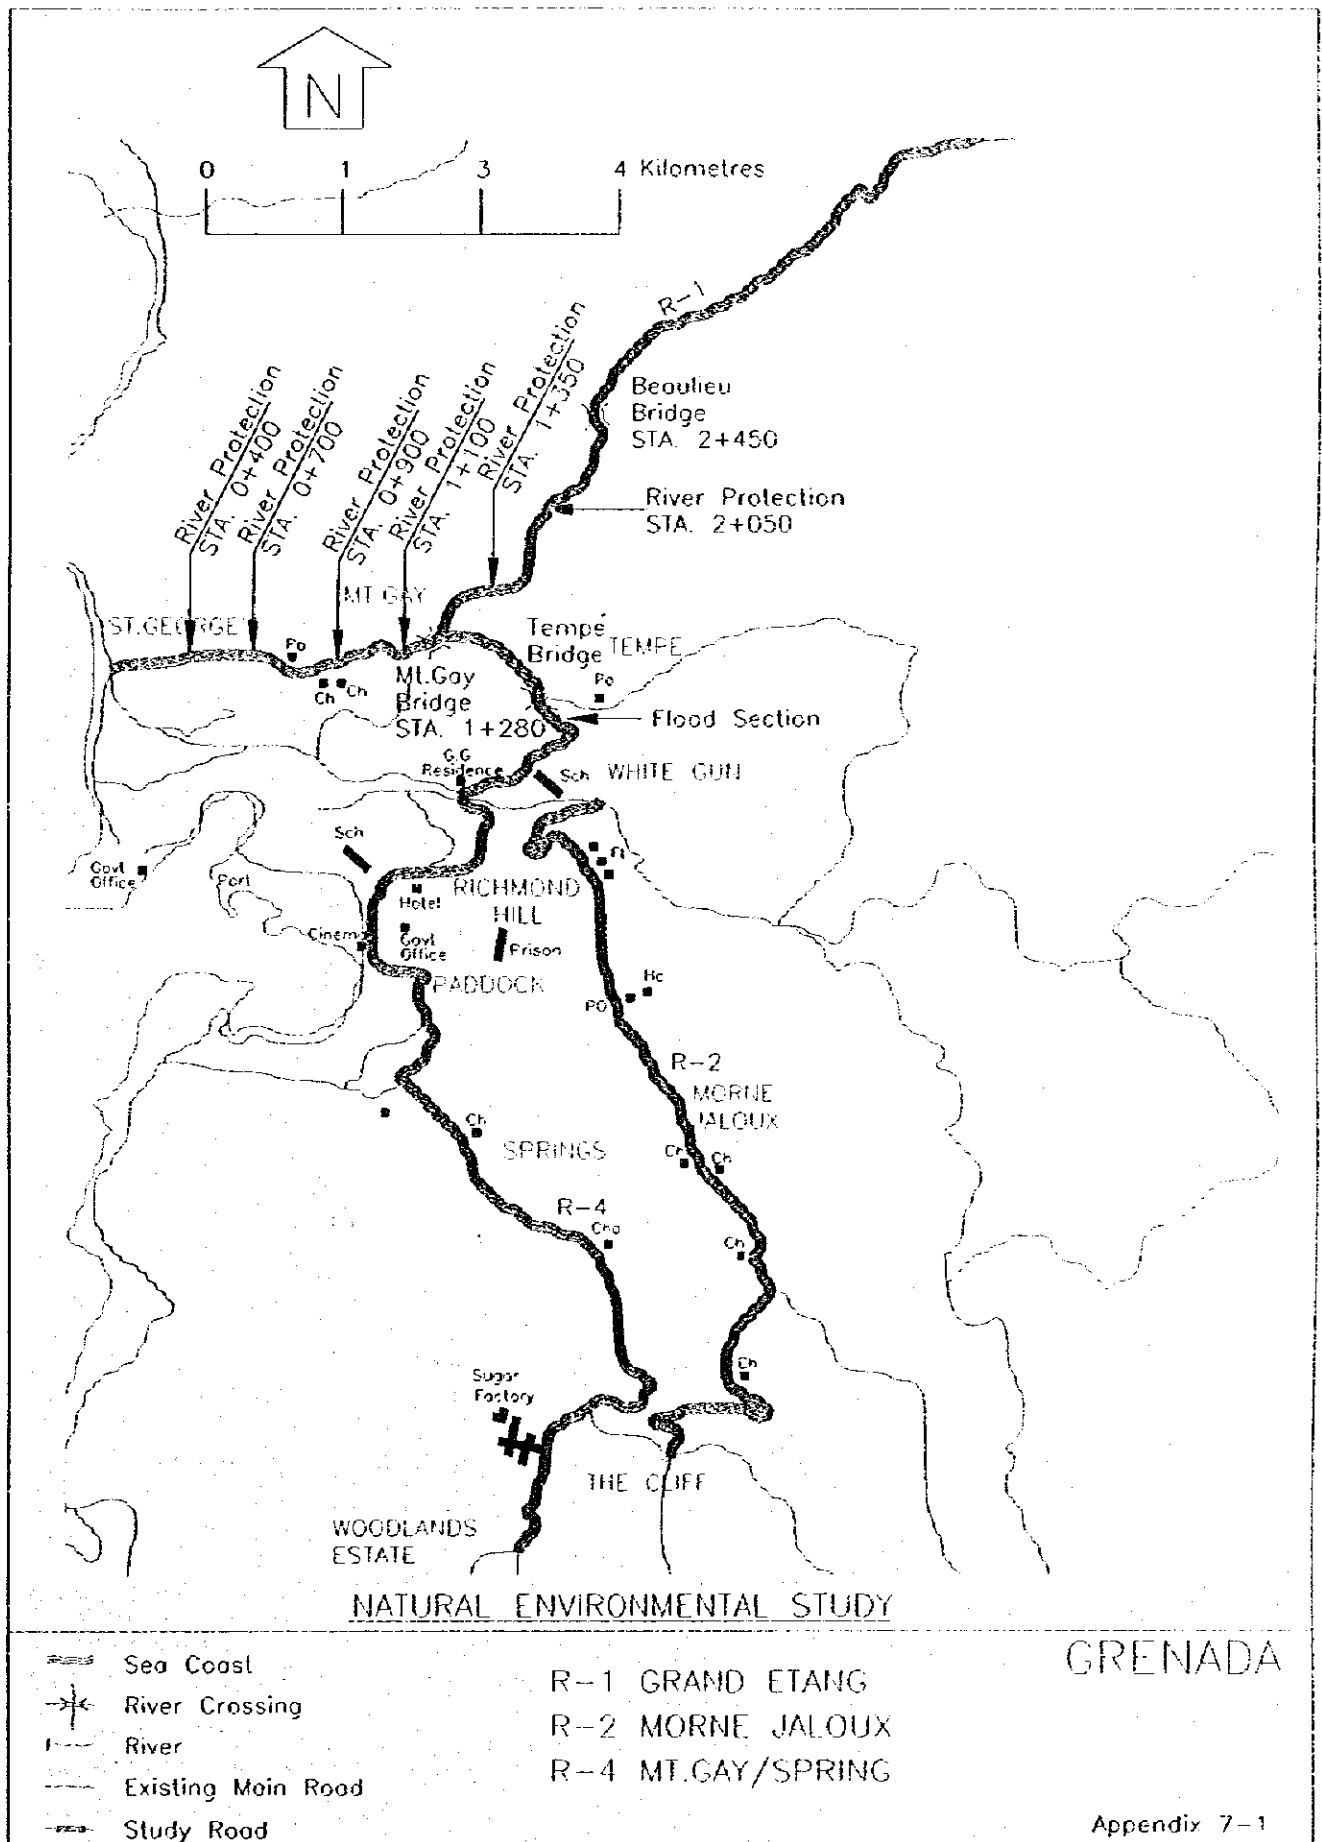 N
0 1 3 4 Kilometres
R-1
River Protection
STA. 0+400
River Protection
STA. 0+700
River Protection
STA. 0+900
River Protection
STA. 1+100
River Protection
STA. 1+350
Beaulieu
Bridge
STA. 2+450
River Protection
STA. 2+050
MT.GAY
ST.GEORGE
Po
Ch
Ch
Tempe
Bridge
TEMPE
Po
Mt.Gay
Bridge
STA. 1+280
Flood Section
G.G
Residence
Sch
WHITE GUN
Sch
Govt
Office
Port
Ft
Hotel
RICHMOND
HILL
Cinema
Govt
Office
Prison
PADDOCK
Hc
PO
R-2
MORNE
JALOUX
Ch
SPRINGS
Ch
Ch
R-4
Cha
Ch
Ch
Sugar
Factory
THE CLIFF
WOODLANDS
ESTATE
NATURAL ENVIRONMENTAL STUDY
GRENADA
Sea Coast
River Crossing
River
Existing Main Road
Study Road
R-1 GRAND ETANG
R-2 MORNE JALOUX
R-4 MT.GAY/SPRING
Appendix 7-1